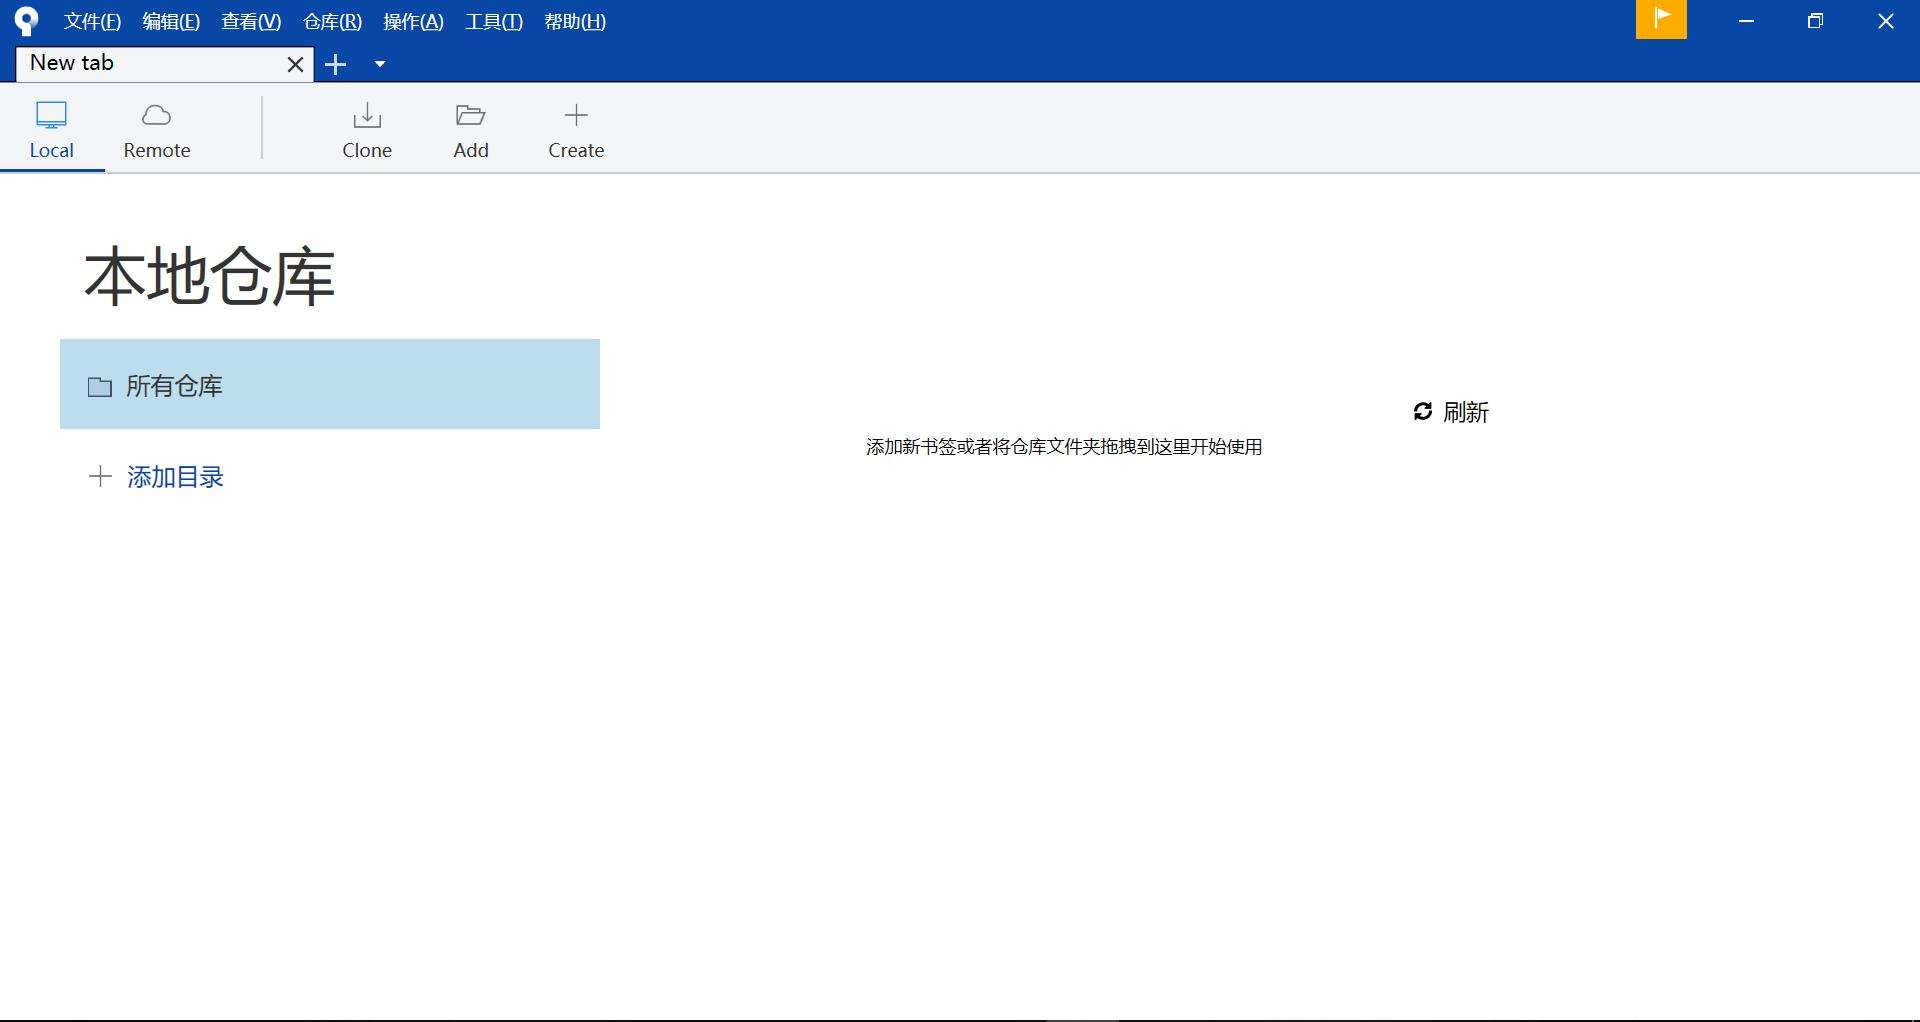 文件(F) 编辑(E) 查看(V) 仓库(R) 操作(A) 工具(T) 帮助(H)
New tab
Local Remote Clone Add Create
本地仓库
所有仓库
刷新
添加新书签或者将仓库文件夹拖拽到这里开始使用
添加目录